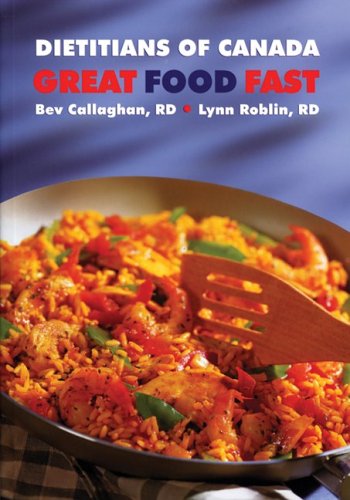 DIETITIANS OF CANADA
GREAT FOOD FAST
Bev Callaghan, RD • Lynn Roblin, RD